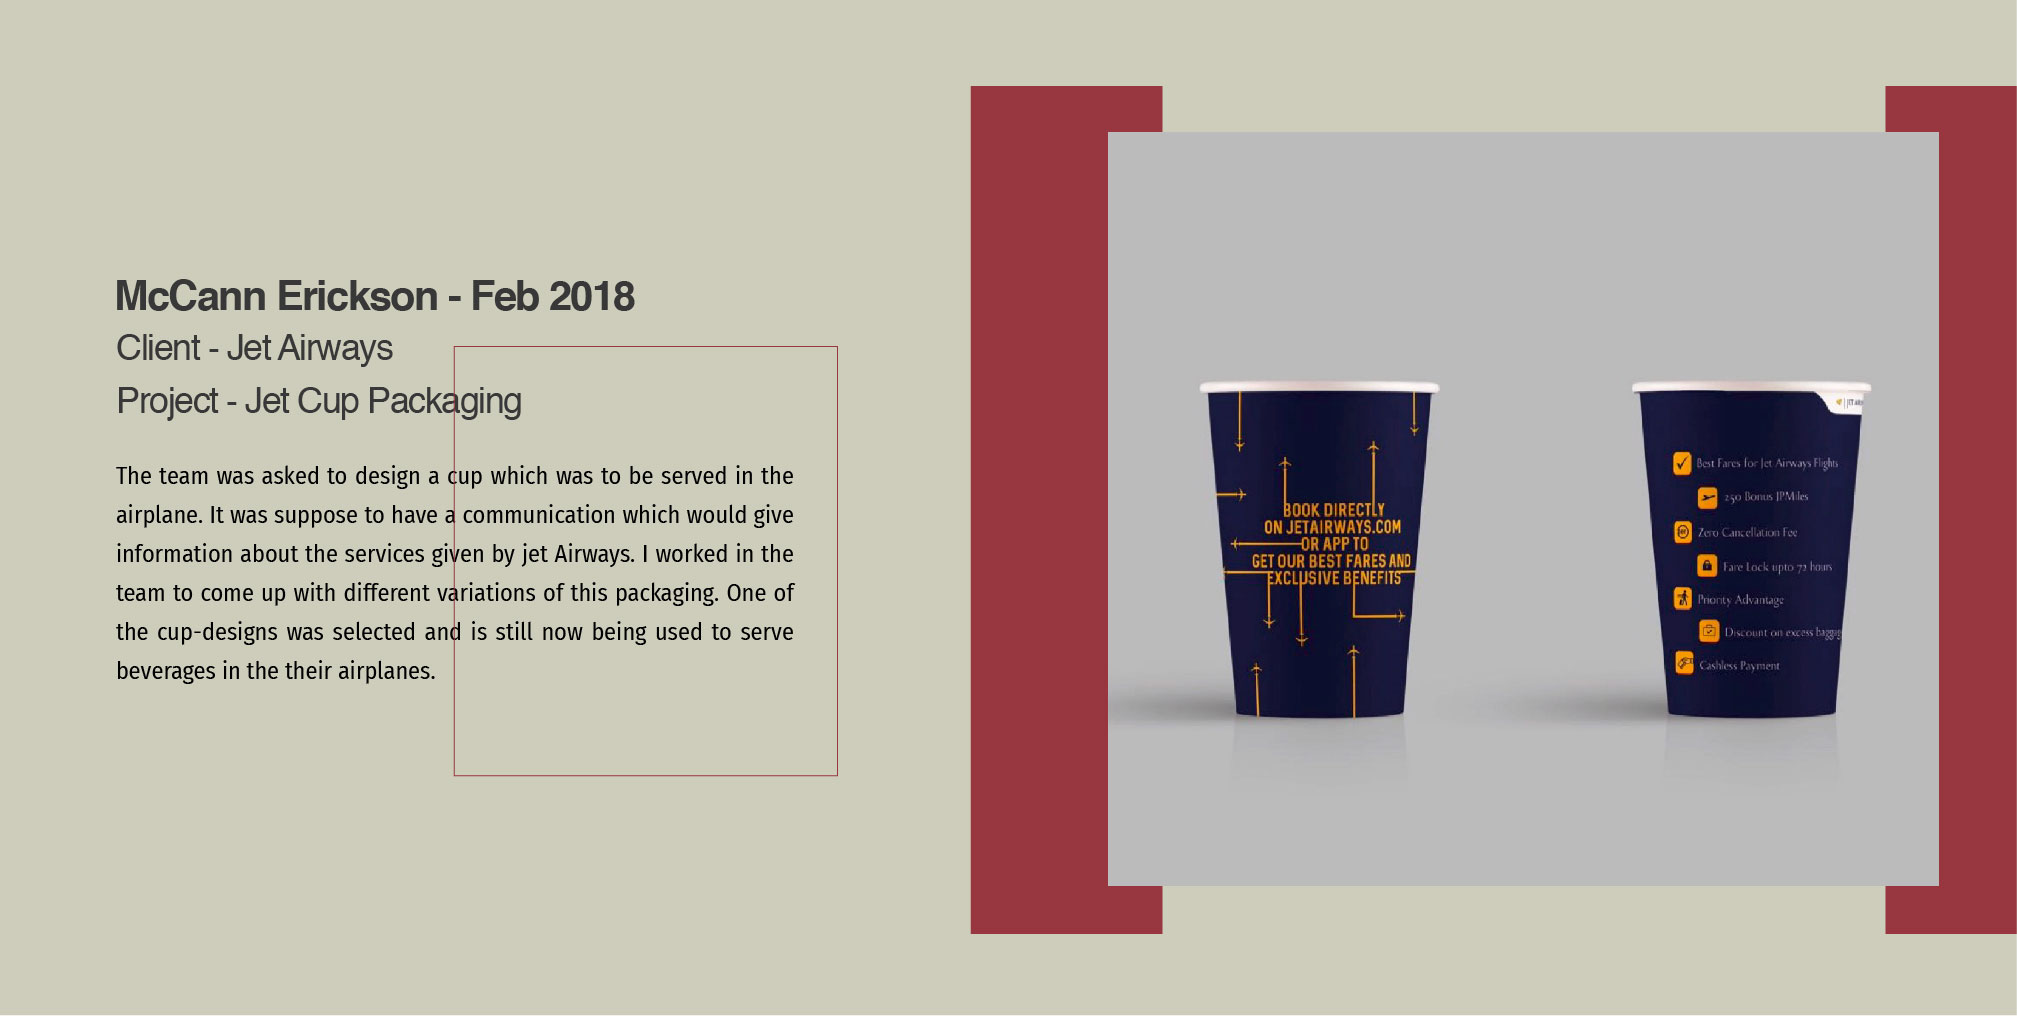 McCann Erickson - Feb 2018
Client - Jet Airways
Project - Jet Cup Packaging
The team was asked to design a cup which was to be served in the
airplane. It was suppose to have a communication which would give
information about the services given by jet Airways. I worked in the
team to come up with different variations of this packaging. One of
the cup-designs was selected and is still now being used to serve
beverages in the their airplanes.
BOOK DIRECTLY
ON JETAIRWAYS.COM
OR APP TO
GET OUR BEST FARES AND
EXCLUSIVE BENEFITS
Best Fares for Jet Airways Flights
250 Bonus JPMiles
Zero Cancellation Fee
Fare Lock upto 72 hours
Priority Advantage
Discount on excess
Cashless Payment